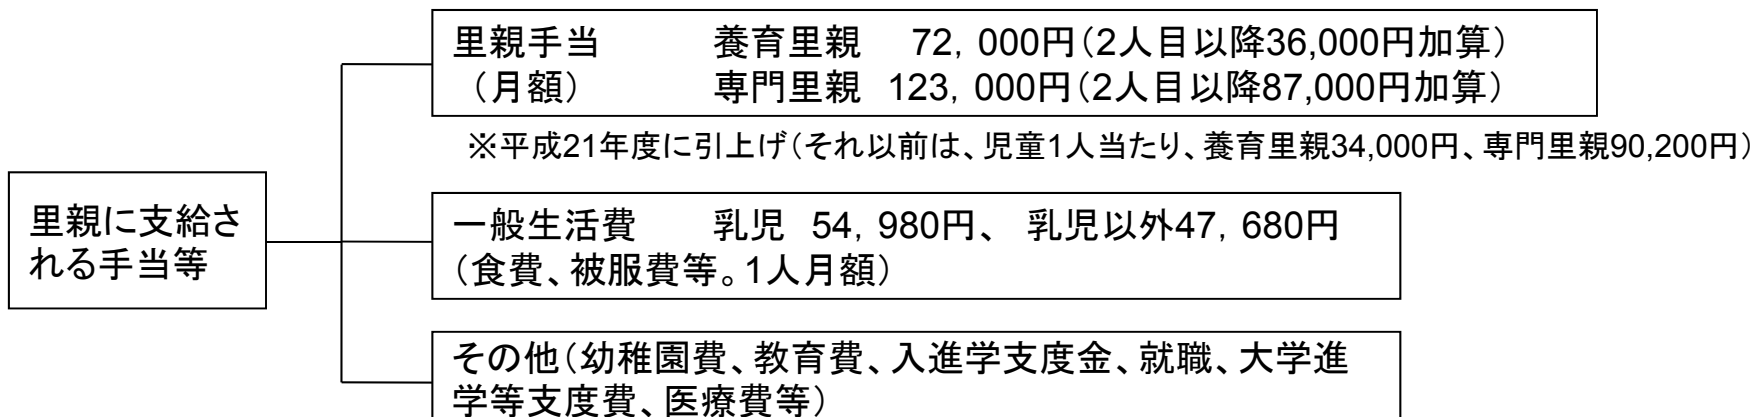 里親手当　　　養育里親　 72，000円（2人目以降36,000円加算）
（月額）　　　専門里親　123，000円（2人目以降87,000円加算）
※平成21年度に引上げ（それ以前は、児童1人当たり、養育里親34,000円、専門里親90,200円）
里親に支給さ
れる手当等
一般生活費　　乳児　54，980円、 乳児以外47，680円
（食費、被服費等。1人月額）
その他（幼稚園費、教育費、入進学支度金、就職、大学進
学等支度費、医療費等）